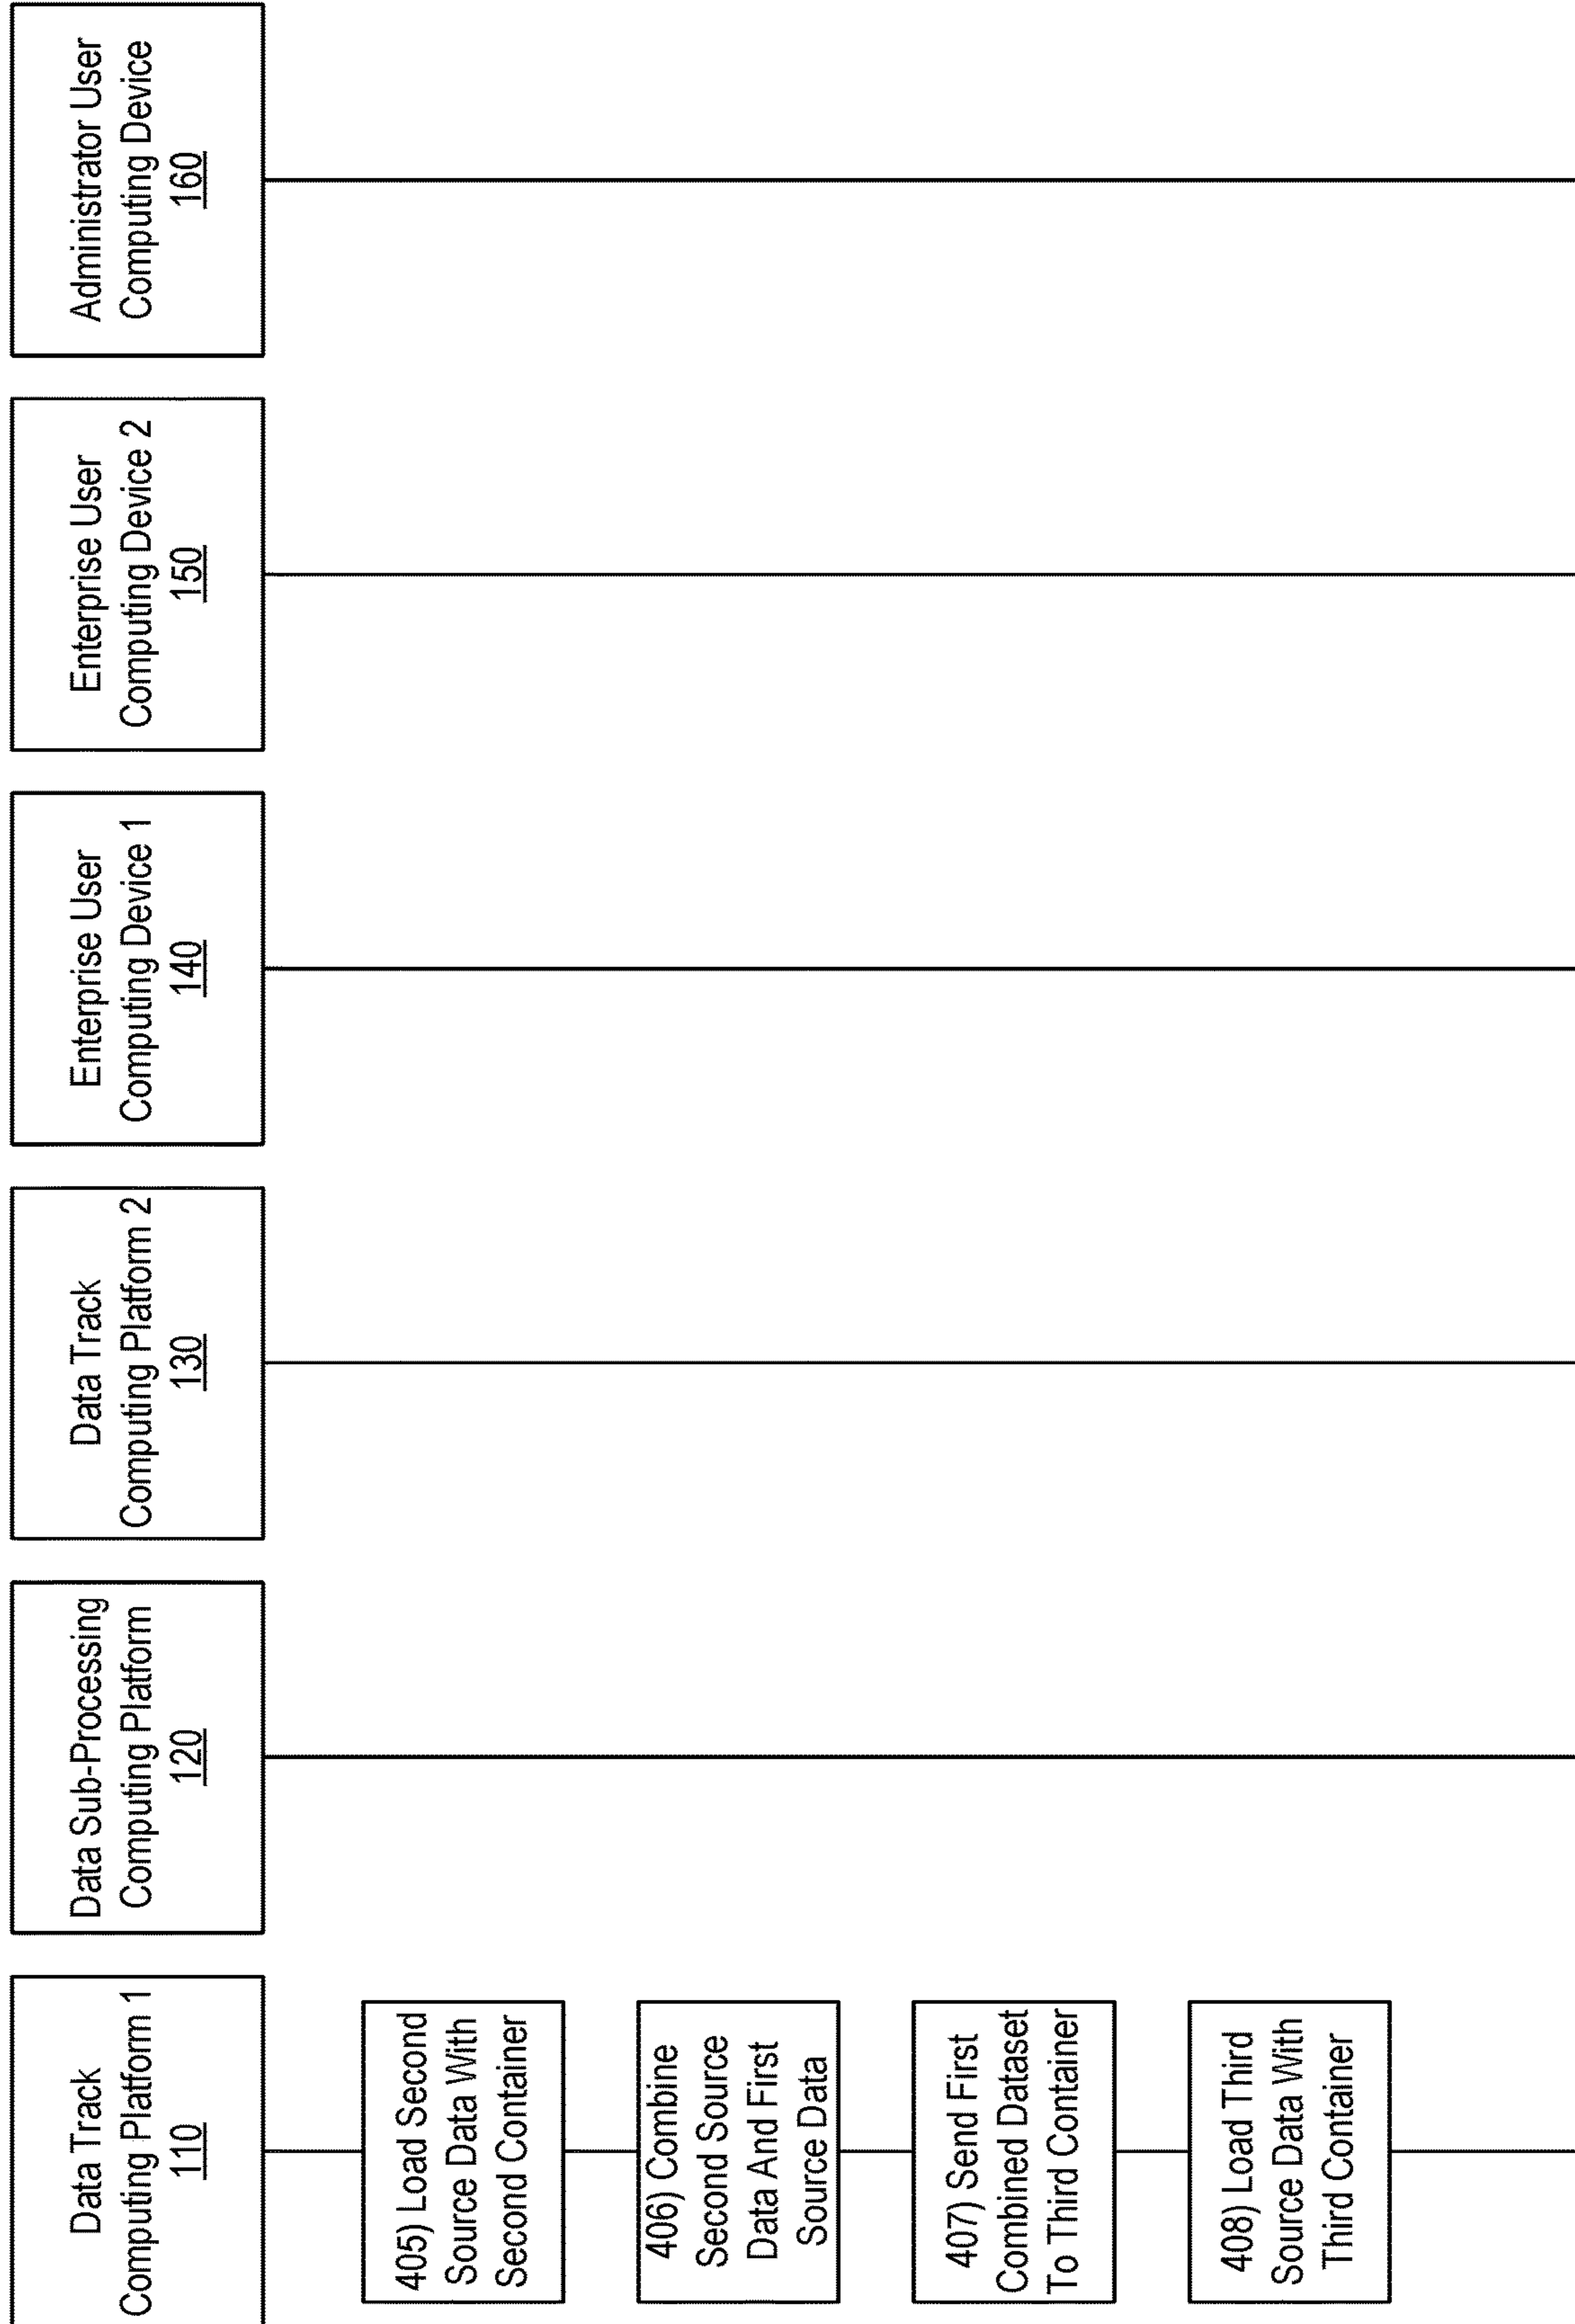 Data Track
Computing Platform 1
110
Data Sub-Processing
Computing Platform
120
Data Track
Computing Platform 2
130
Enterprise User
Computing Device 1
140
Enterprise User
Computing Device 2
150
Administrator User
Computing Device
160
405) Load Second
Source Data With
Second Container
406) Combine
Second Source
Data And First
Source Data
407) Send First
Combined Dataset
To Third Container
408) Load Third
Source Data With
Third Container